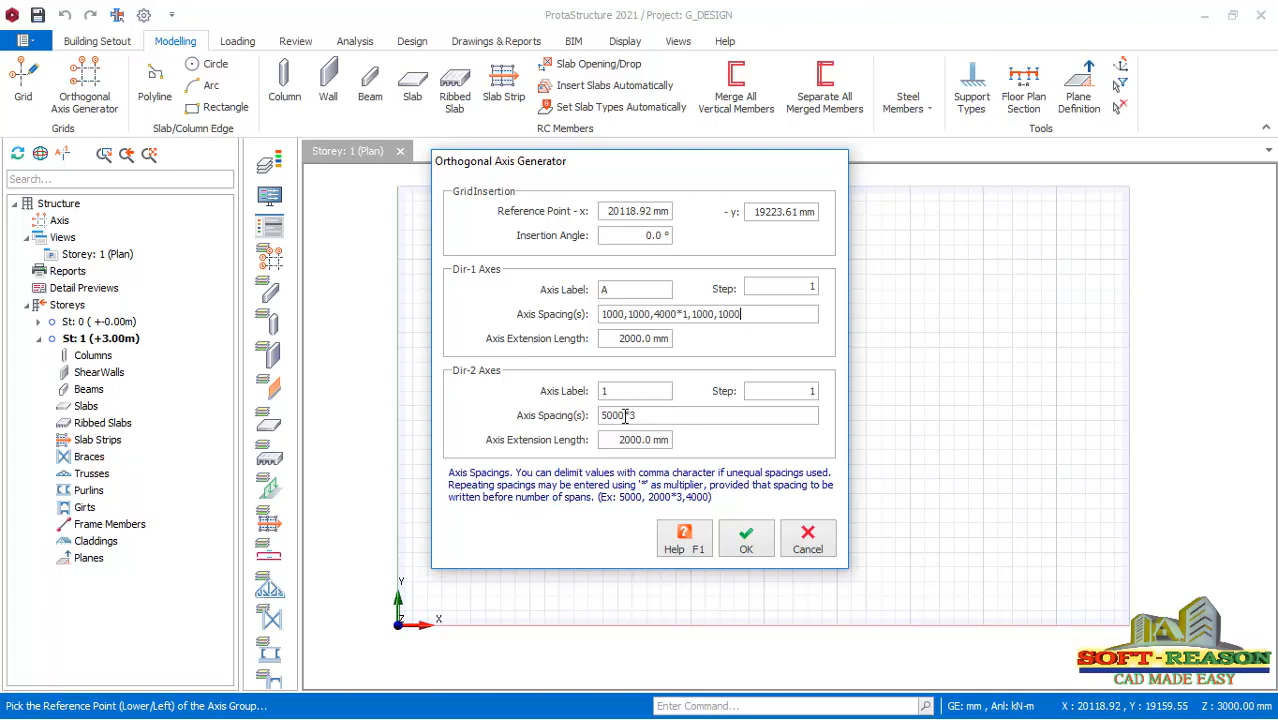 ProtaStructure 2021 / Project: G_DESIGN
Building Setout Modelling Loading Review Analysis Design Drawings & Reports BIM Display Views Help
Grid
Orthogonal
Axis Generator
Grids
Polyline
Circle
Arc
Rectangle
Slab/Column Edge
Column
Wall
Beam
Slab
Ribbed
Slab
Slab Strip
Slab Opening/Drop
Insert Slabs Automatically
Set Slab Types Automatically
RC Members
Merge All
Vertical Members
Separate All
Merged Members
Steel
Members
Support
Types
Floor Plan
Section
Plane
Definition
Tools
Search...
Structure
Axis
Views
Storey: 1 (Plan)
Reports
Detail Previews
Storeys
St: 0 ( +-0.00m)
St: 1 (+3.00m)
Columns
ShearWalls
Beams
Slabs
Ribbed Slabs
Slab Strips
Braces
Trusses
Purlins
Girts
Frame Members
Claddings
Planes
Storey: 1 (Plan)
Orthogonal Axis Generator
GridInsertion
Reference Point - x: 20118.92 mm - y: 19223.61 mm
Insertion Angle: 0.0 °
Dir-1 Axes
Axis Label: A Step: 1
Axis Spacing(s): 1000,1000,4000*1,1000,1000
Axis Extension Length: 2000.0 mm
Dir-2 Axes
Axis Label: 1 Step: 1
Axis Spacing(s): 5000*3
Axis Extension Length: 2000.0 mm
Axis Spacings. You can delimit values with comma character if unequal spacings used.
Repeating spacings may be entered using '*' as multiplier, provided that spacing to be
written before number of spans. (Ex: 5000, 2000*3,4000)
Help F1 OK Cancel
Y
Z X
SOFT-REASON
CAD MADE EASY
Pick the Reference Point (Lower/Left) of the Axis Group... Enter Command... GE: mm, Anl: kN-m X : 20118.92 , Y : 19159.55 Z : 3000.00 mm